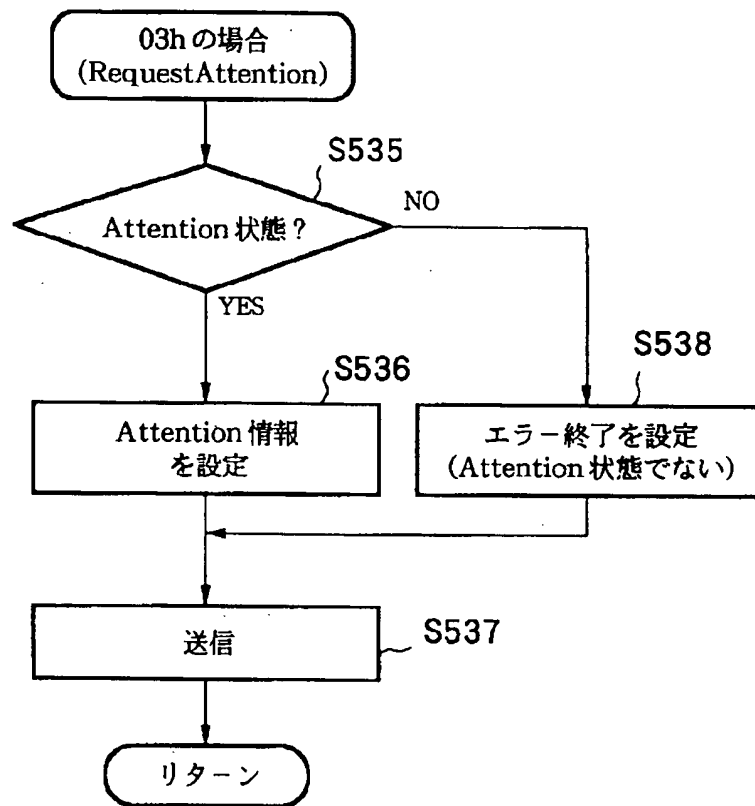 03hの場合
(RequestAttention)
S535
Attention 状態?
NO
YES
S536
S538
Attention 情報
を設定
エラー終了を設定
(Attention 状態でない)
送信
S537
リターン